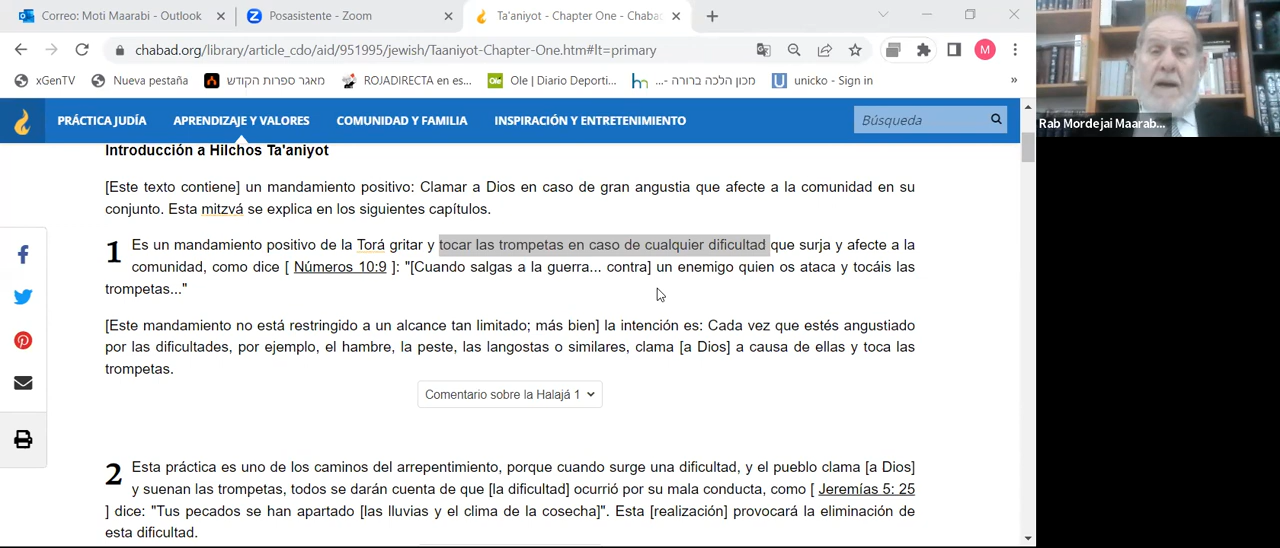 Correo: Moti Maarabi - Outlook
Posasistente - Zoom
Ta'aniyot - Chapter One - Chabad
chabad.org/library/article_cdo/aid/951995/jewish/Taaniyot-Chapter-One.htm#lt=primary
M
xGenTV
Nueva pestaña
מאגר ספרות הקודש
ROJADIRECTA en es...
Ole
Ole | Diario Deporti...
מכון הלכה ברורה -...
unicko - Sign in
»
PRÁCTICA JUDÍA
APRENDIZAJE Y VALORES
COMUNIDAD Y FAMILIA
INSPIRACIÓN Y ENTRETENIMIENTO
Búsqueda
Rab Mordejai Maarab...
Introducción a Hilchos Ta'aniyot
[Este texto contiene] un mandamiento positivo: Clamar a Dios en caso de gran angustia que afecte a la comunidad en su
conjunto. Esta mitzvá se explica en los siguientes capítulos.
1 Es un mandamiento positivo de la Torá gritar y tocar las trompetas en caso de cualquier dificultad que surja y afecte a la
comunidad, como dice [ Números 10:9 ]: "[Cuando salgas a la guerra... contra] un enemigo quien os ataca y tocáis las
trompetas..."
[Este mandamiento no está restringido a un alcance tan limitado; más bien] la intención es: Cada vez que estés angustiado
por las dificultades, por ejemplo, el hambre, la peste, las langostas o similares, clama [a Dios] a causa de ellas y toca las
trompetas.
Comentario sobre la Halajá 1
2 Esta práctica es uno de los caminos del arrepentimiento, porque cuando surge una dificultad, y el pueblo clama [a Dios]
y suenan las trompetas, todos se darán cuenta de que [la dificultad] ocurrió por su mala conducta, como [ Jeremías 5: 25
] dice: "Tus pecados se han apartado [las lluvias y el clima de la cosecha]". Esta [realización] provocará la eliminación de
esta dificultad.